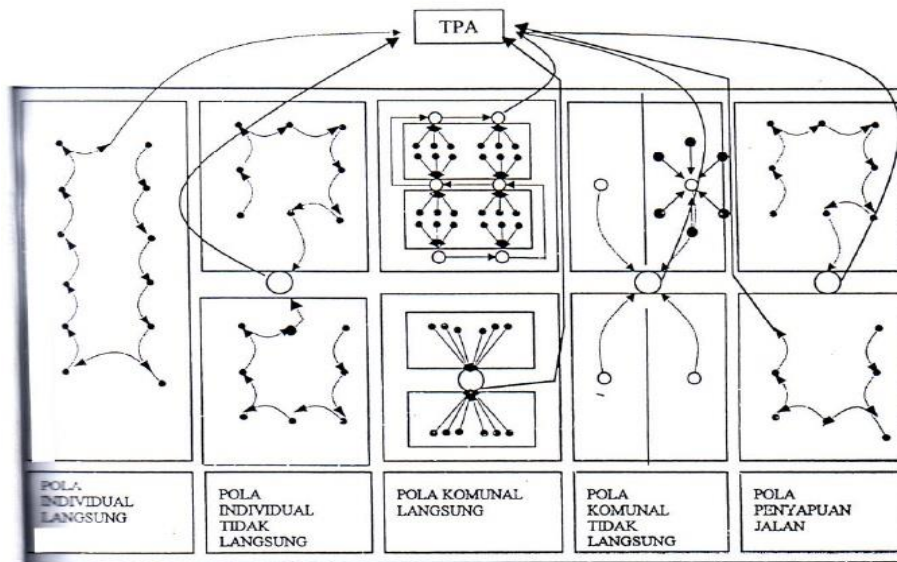 TPA
POLA
INDIVIDUAL
LANGSUNG
POLA
INDIVIDUAL
TIDAK
LANGSUNG
POLA KOMUNAL
LANGSUNG
POLA
KOMUNAL
TIDAK
LANGSUNG
POLA
PENYAPUAN
JALAN